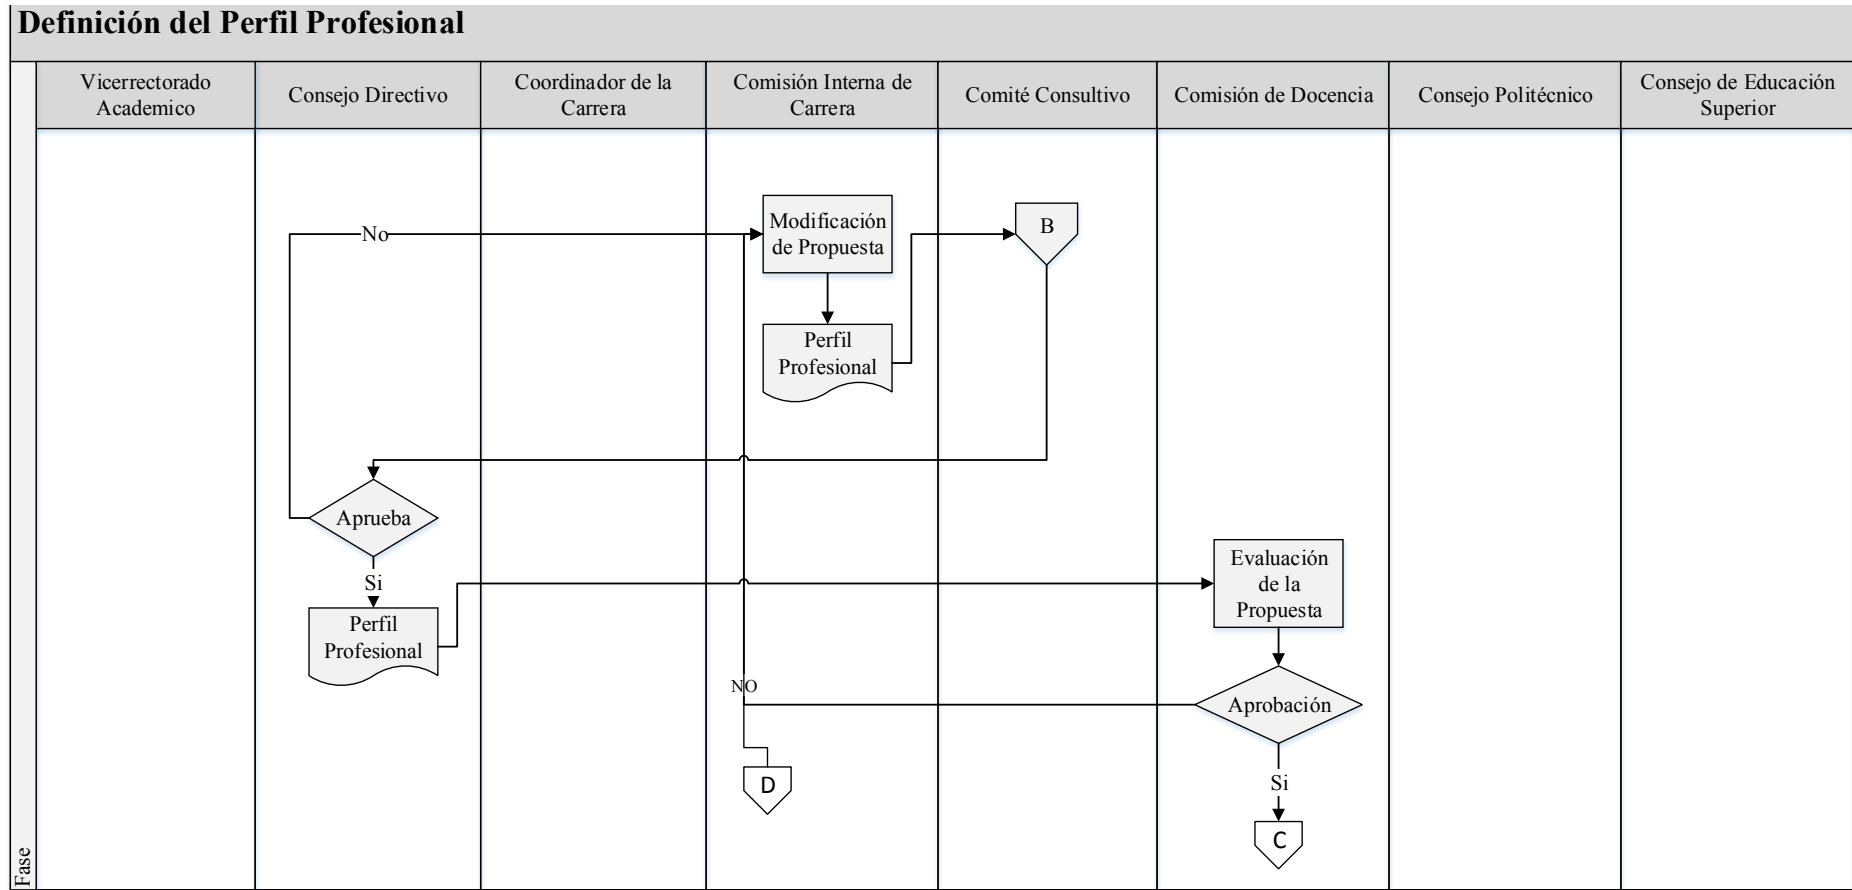 Definición del Perfil Profesional
Vicerrectorado
Academico
Consejo Directivo
Coordinador de la
Carrera
Comisión Interna de
Carrera
Comité Consultivo
Comisión de Docencia
Consejo Politécnico
Consejo de Educación
Superior
Modificación
de Propuesta
B
No
Perfil
Profesional
Aprueba
Si
Evaluación
de la
Propuesta
Perfil
Profesional
NO
Aprobación
D
Si
C
Fase